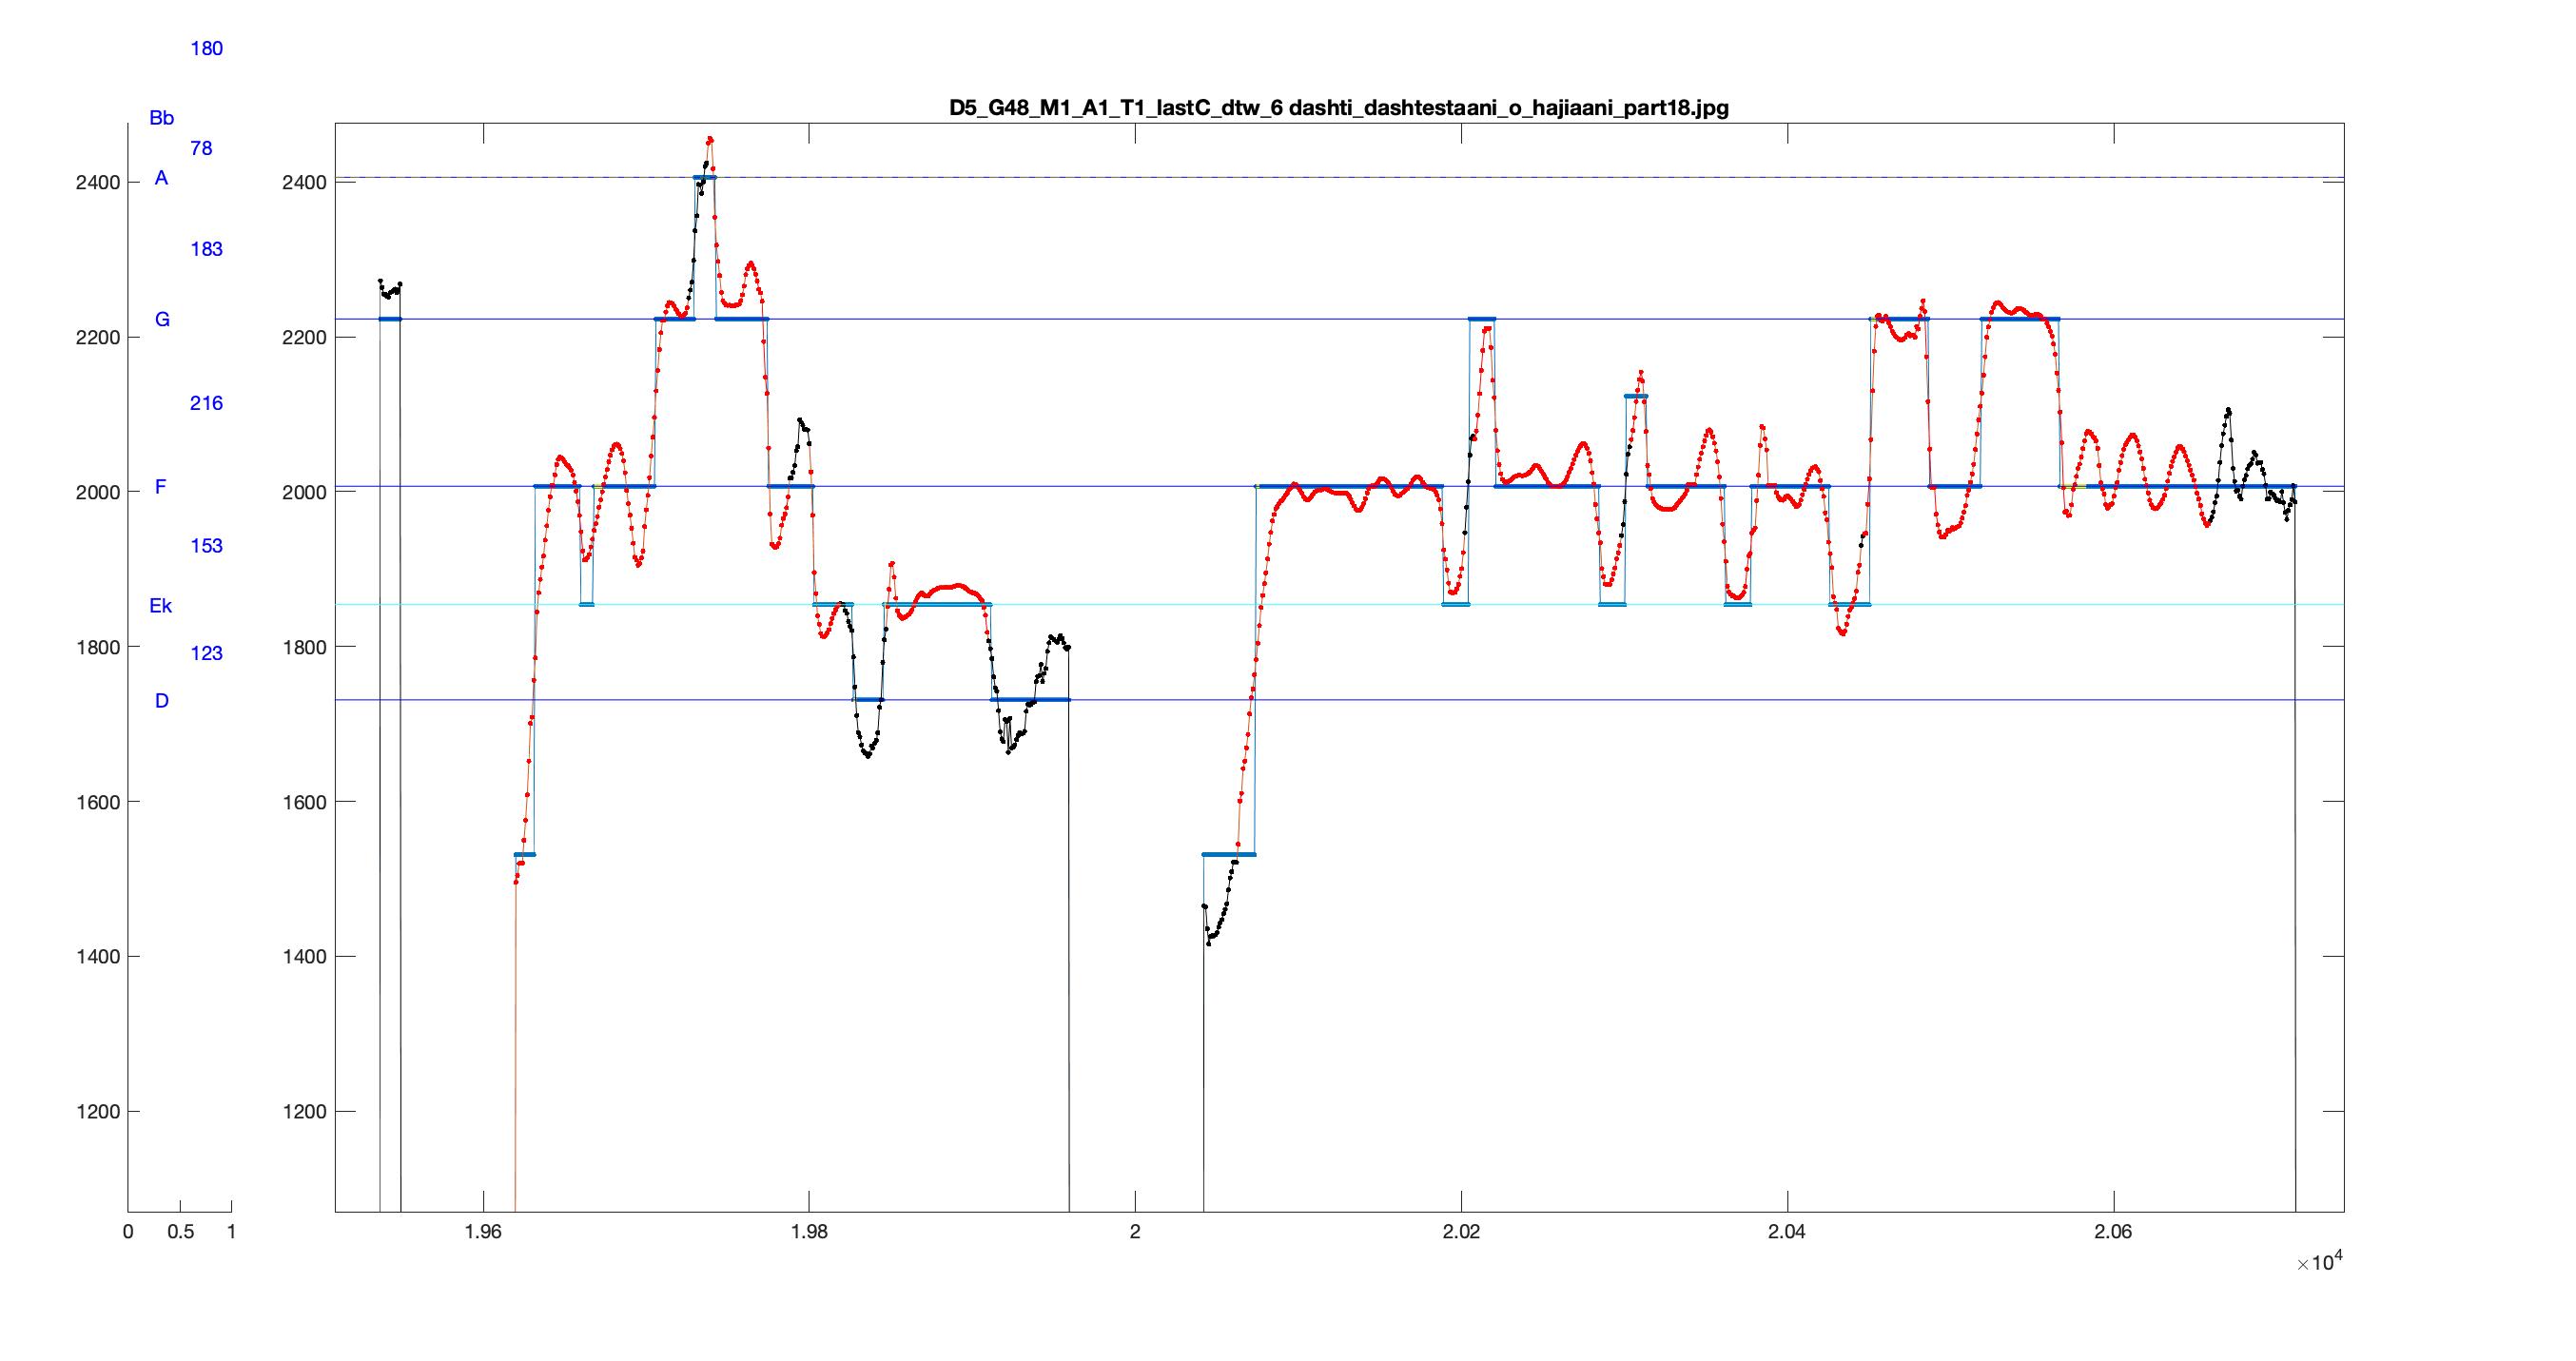 180
D5_G48_M1_A1_T1_lastC_dtw_6 dashti_dashtestaani_o_hajiaani_part18.jpg
Bb
78
2400 A 2400
183
G
2200 2200
216
2000 F 2000
153
Ek
1800 123 1800
D
1600 1600
1400 1400
1200 1200
0 0.5 1 1.96 1.98 2 2.02 2.04 2.06
×10^4